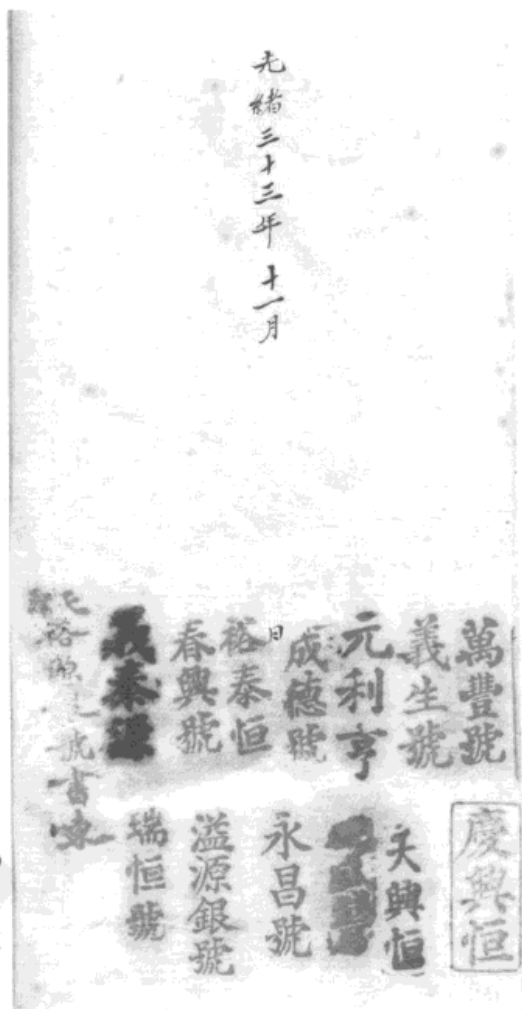 光緒三十三年十一月
日
萬豐號
義生號
元利亨
成德號
裕泰恒
春興號
義泰
慶興恒
天興恒
永昌號
溢源銀號
瑞恒號